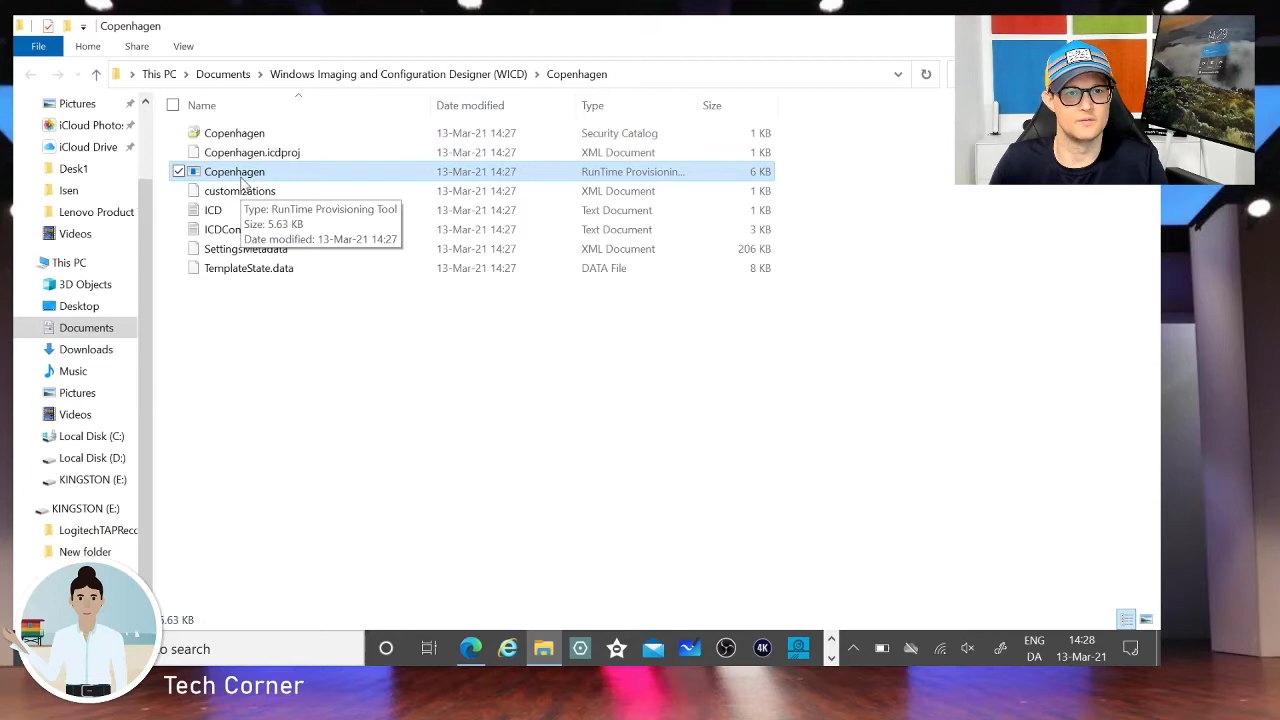 Copenhagen
File Home Share View
This PC > Documents > Windows Imaging and Configuration Designer (WICD) > Copenhagen
Name Date modified Type Size
Pictures
iCloud Photo:
iCloud Drive
Desk1
Isen
Lenovo Product
Videos
This PC
3D Objects
Desktop
Documents
Downloads
Music
Pictures
Videos
Local Disk (C:)
Local Disk (D:)
KINGSTON (E:)
KINGSTON (E:)
LogitechTAPReco
New folder
Copenhagen 13-Mar-21 14:27 Security Catalog 1 KB
Copenhagen.icdproj 13-Mar-21 14:27 XML Document 1 KB
Copenhagen 13-Mar-21 14:27 RunTime Provisionin... 6 KB
customizations 13-Mar-21 14:27 XML Document 1 KB
ICD 13-Mar-21 14:27 Text Document 1 KB
ICDCon 13-Mar-21 14:27 Text Document 3 KB
SettingsMetadata 13-Mar-21 14:27 XML Document 206 KB
TemplateState.data 13-Mar-21 14:27 DATA File 8 KB
Type: RunTime Provisioning Tool
Size: 5.63 KB
Date modified: 13-Mar-21 14:27
14:29
5.63 KB
o search
4K
ENG
DA
14:28
13-Mar-21
Tech Corner